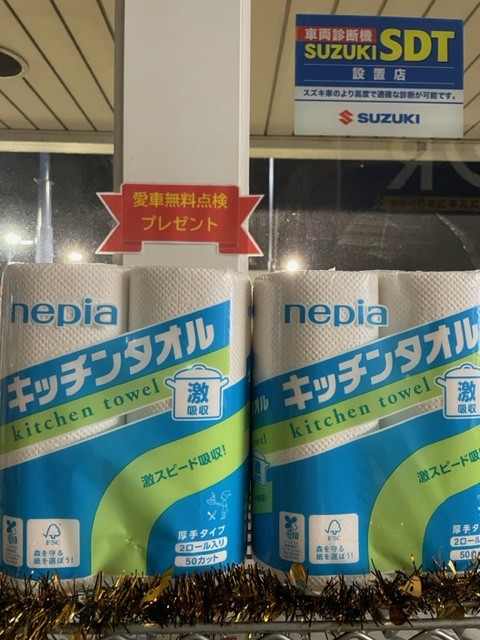 車両診断機
SUZUKI SDT
設置店
スズキ車のより高度で適確な診断が可能です。
SUZUKI
愛車無料点検
プレゼント
nepia
キッチンタオル
kitchen towel
激
吸収
激スピード吸収!
厚手タイプ
2ロール入り
50カット
FSC
森を守る
紙を選ぼう!
nepia
キッチンタオル
kitchen towel
激
吸収
激スピード吸収
厚手タイプ
2ロール
50カ
FSC
森を守る
紙を選ぼう!